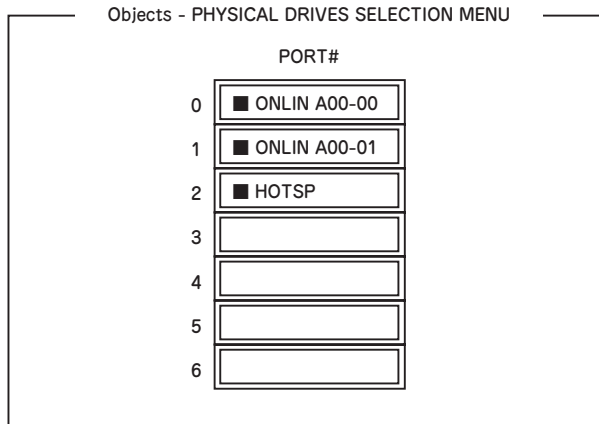 Objects - PHYSICAL DRIVES SELECTION MENU
PORT#
0 ■ ONLIN A00-00
1 ■ ONLIN A00-01
2 ■ HOTSP
3
4
5
6